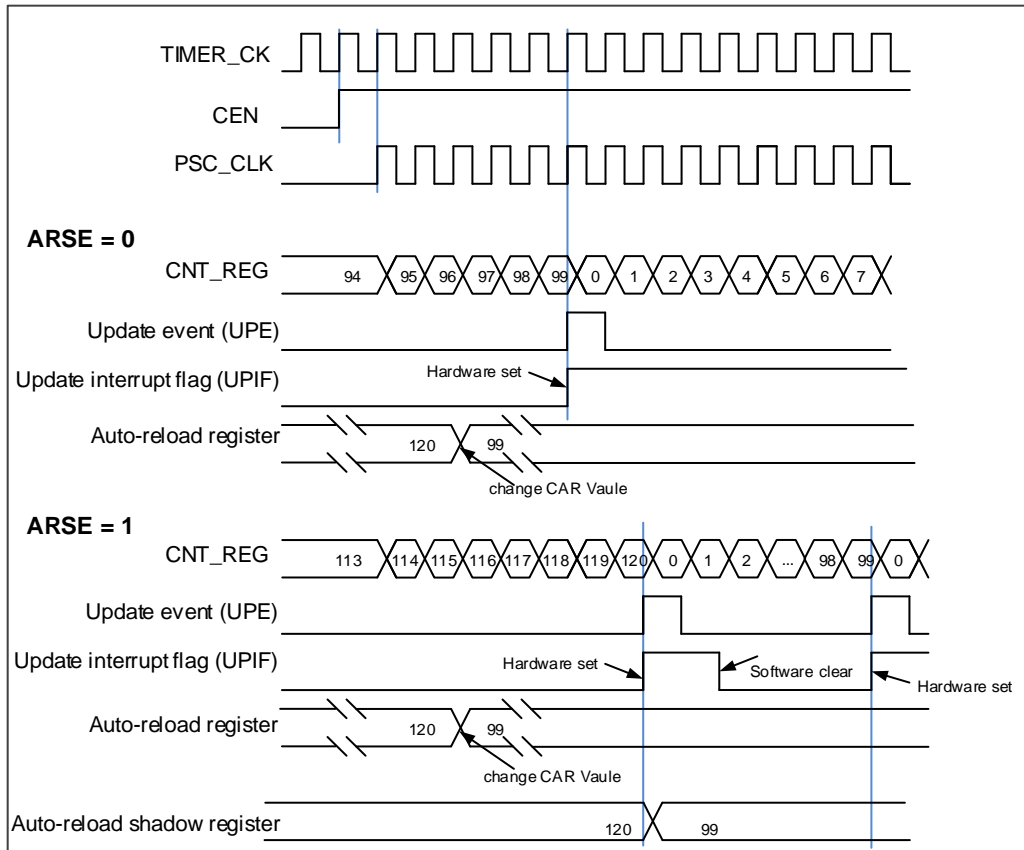 TIMER_CK
CEN
PSC_CLK
ARSE = 0
CNT_REG 94 95 96 97 98 99 0 1 2 3 4 5 6 7
Update event (UPE)
Update interrupt flag (UPIF) Hardware set
Auto-reload register 120 99
change CAR Vaule
ARSE = 1
CNT_REG 113 114 115 116 117 118 119 120 0 1 2 ... 98 99 0
Update event (UPE)
Update interrupt flag (UPIF) Hardware set Software clear Hardware set
Auto-reload register 120 99
change CAR Vaule
Auto-reload shadow register 120 99